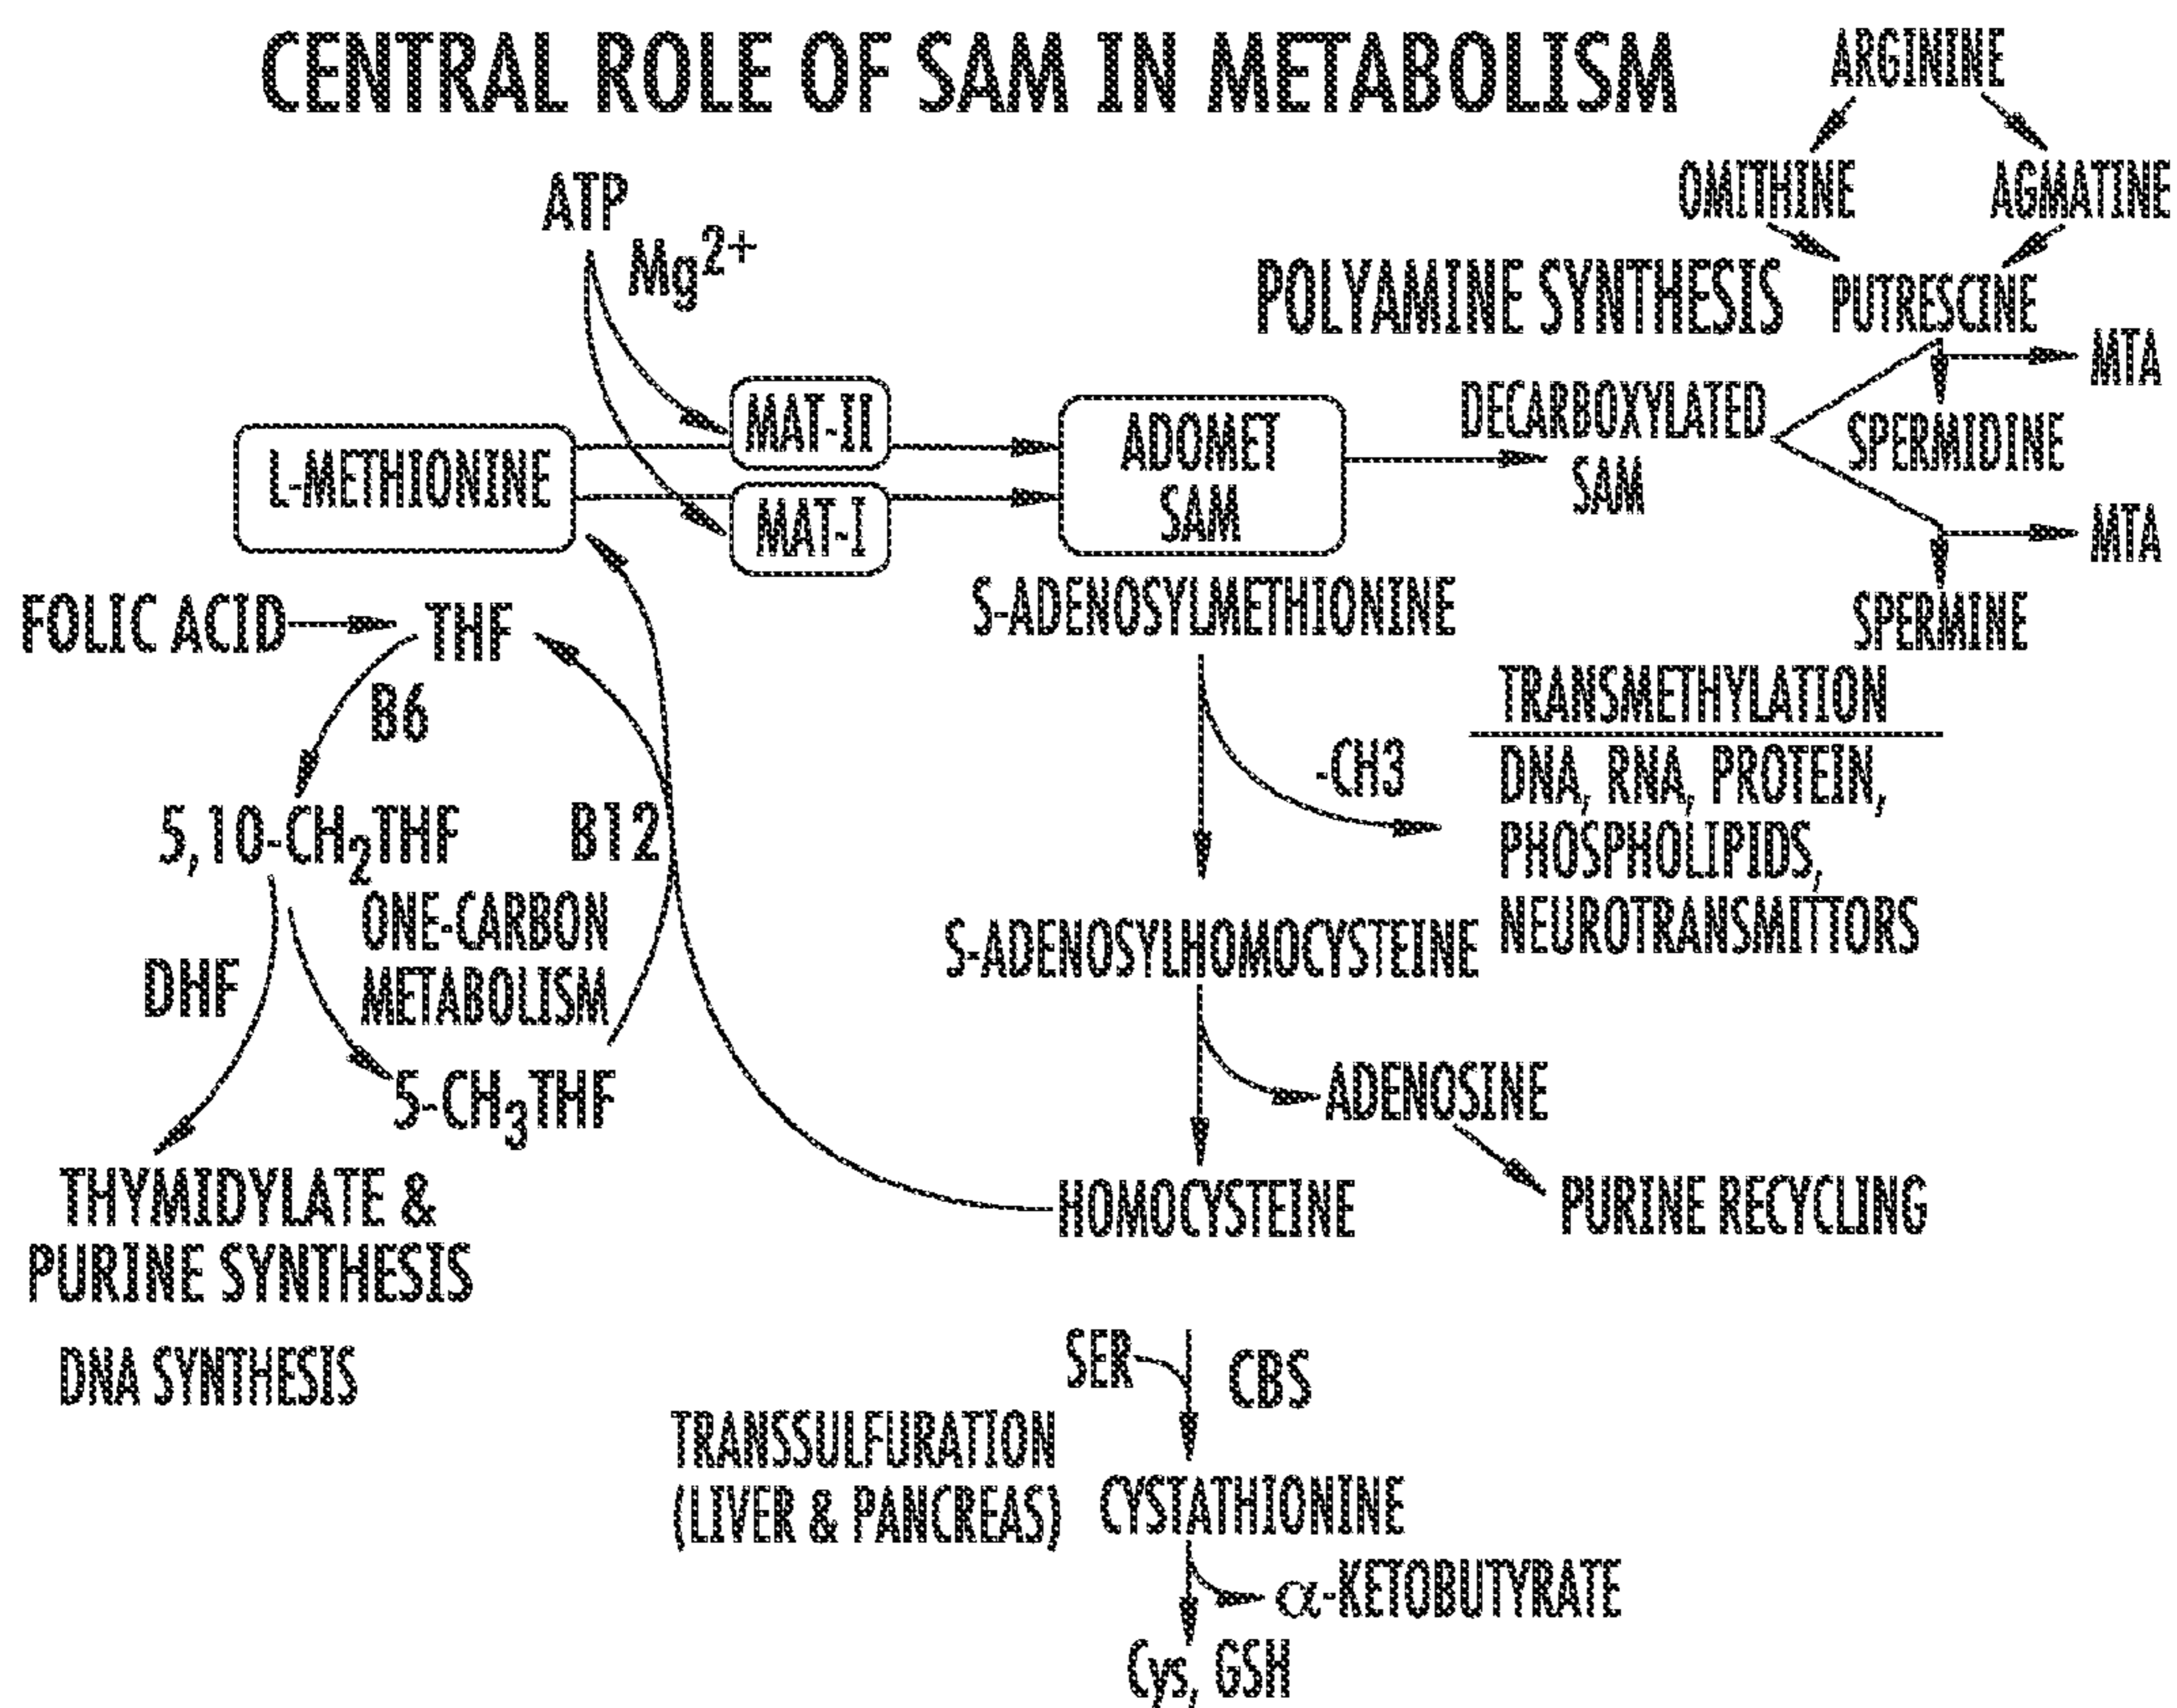 CENTRAL ROLE OF SAM IN METABOLISM
ARGININE
OMITHINE
AGMATINE
ATP
Mg2+
POLYAMINE SYNTHESIS
PUTRESCINE
MTA
MAT-II
L-METHIONINE
MAT-I
ADOMET
SAM
DECARBOXYLATED
SAM
SPERMIDINE
MTA
SPERMINE
S-ADENOSYLMETHIONINE
FOLIC ACID
THF
B6
5,10-CH2THF
B12
ONE-CARBON
METABOLISM
DHF
5-CH3THF
THYMIDYLATE &
PURINE SYNTHESIS
DNA SYNTHESIS
-CH3
TRANSMETHYLATION
DNA, RNA, PROTEIN,
PHOSPHOLIPIDS,
NEUROTRANSMITTORS
S-ADENOSYLHOMOCYSTEINE
ADENOSINE
HOMOCYSTEINE
PURINE RECYCLING
SER
CBS
TRANSSULFURATION
(LIVER & PANCREAS)
CYSTATHIONINE
α-KETOBUTYRATE
Cys, GSH